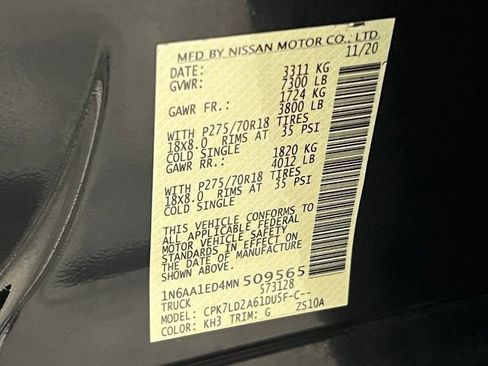 MFD BY NISSAN MOTOR CO., LTD.
DATE: 11/20
GVWR: 3311 KG
7300 LB
GAWR FR.: 1724 KG
3800 LB
WITH P275/70R18 TIRES
18X8.0 RIMS AT 35 PSI
COLD SINGLE
GAWR RR.: 1820 KG
4012 LB
WITH P275/70R18 TIRES
18X8.0 RIMS AT 35 PSI
COLD SINGLE
THIS VEHICLE CONFORMS TO
ALL APPLICABLE FEDERAL
MOTOR VEHICLE SAFETY
STANDARDS IN EFFECT ON
THE DATE OF MANUFACTURE
SHOWN ABOVE.
1N6AA1ED4MN509565
TRUCK 573128
MODEL: CPK7LD2A61DU5F-C--
COLOR: KH3 TRIM: G ZS10A